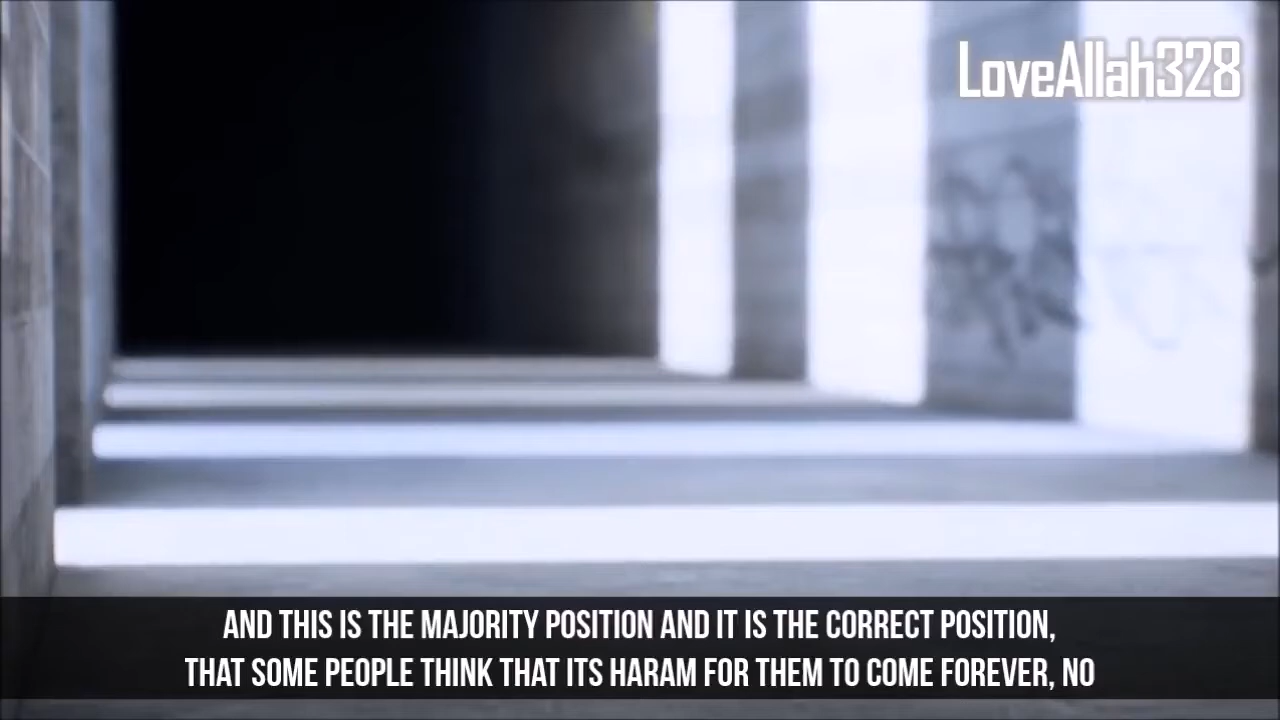 LoveAllah328
AND THIS IS THE MAJORITY POSITION AND IT IS THE CORRECT POSITION,
THAT SOME PEOPLE THINK THAT ITS HARAM FOR THEM TO COME FOREVER, NO